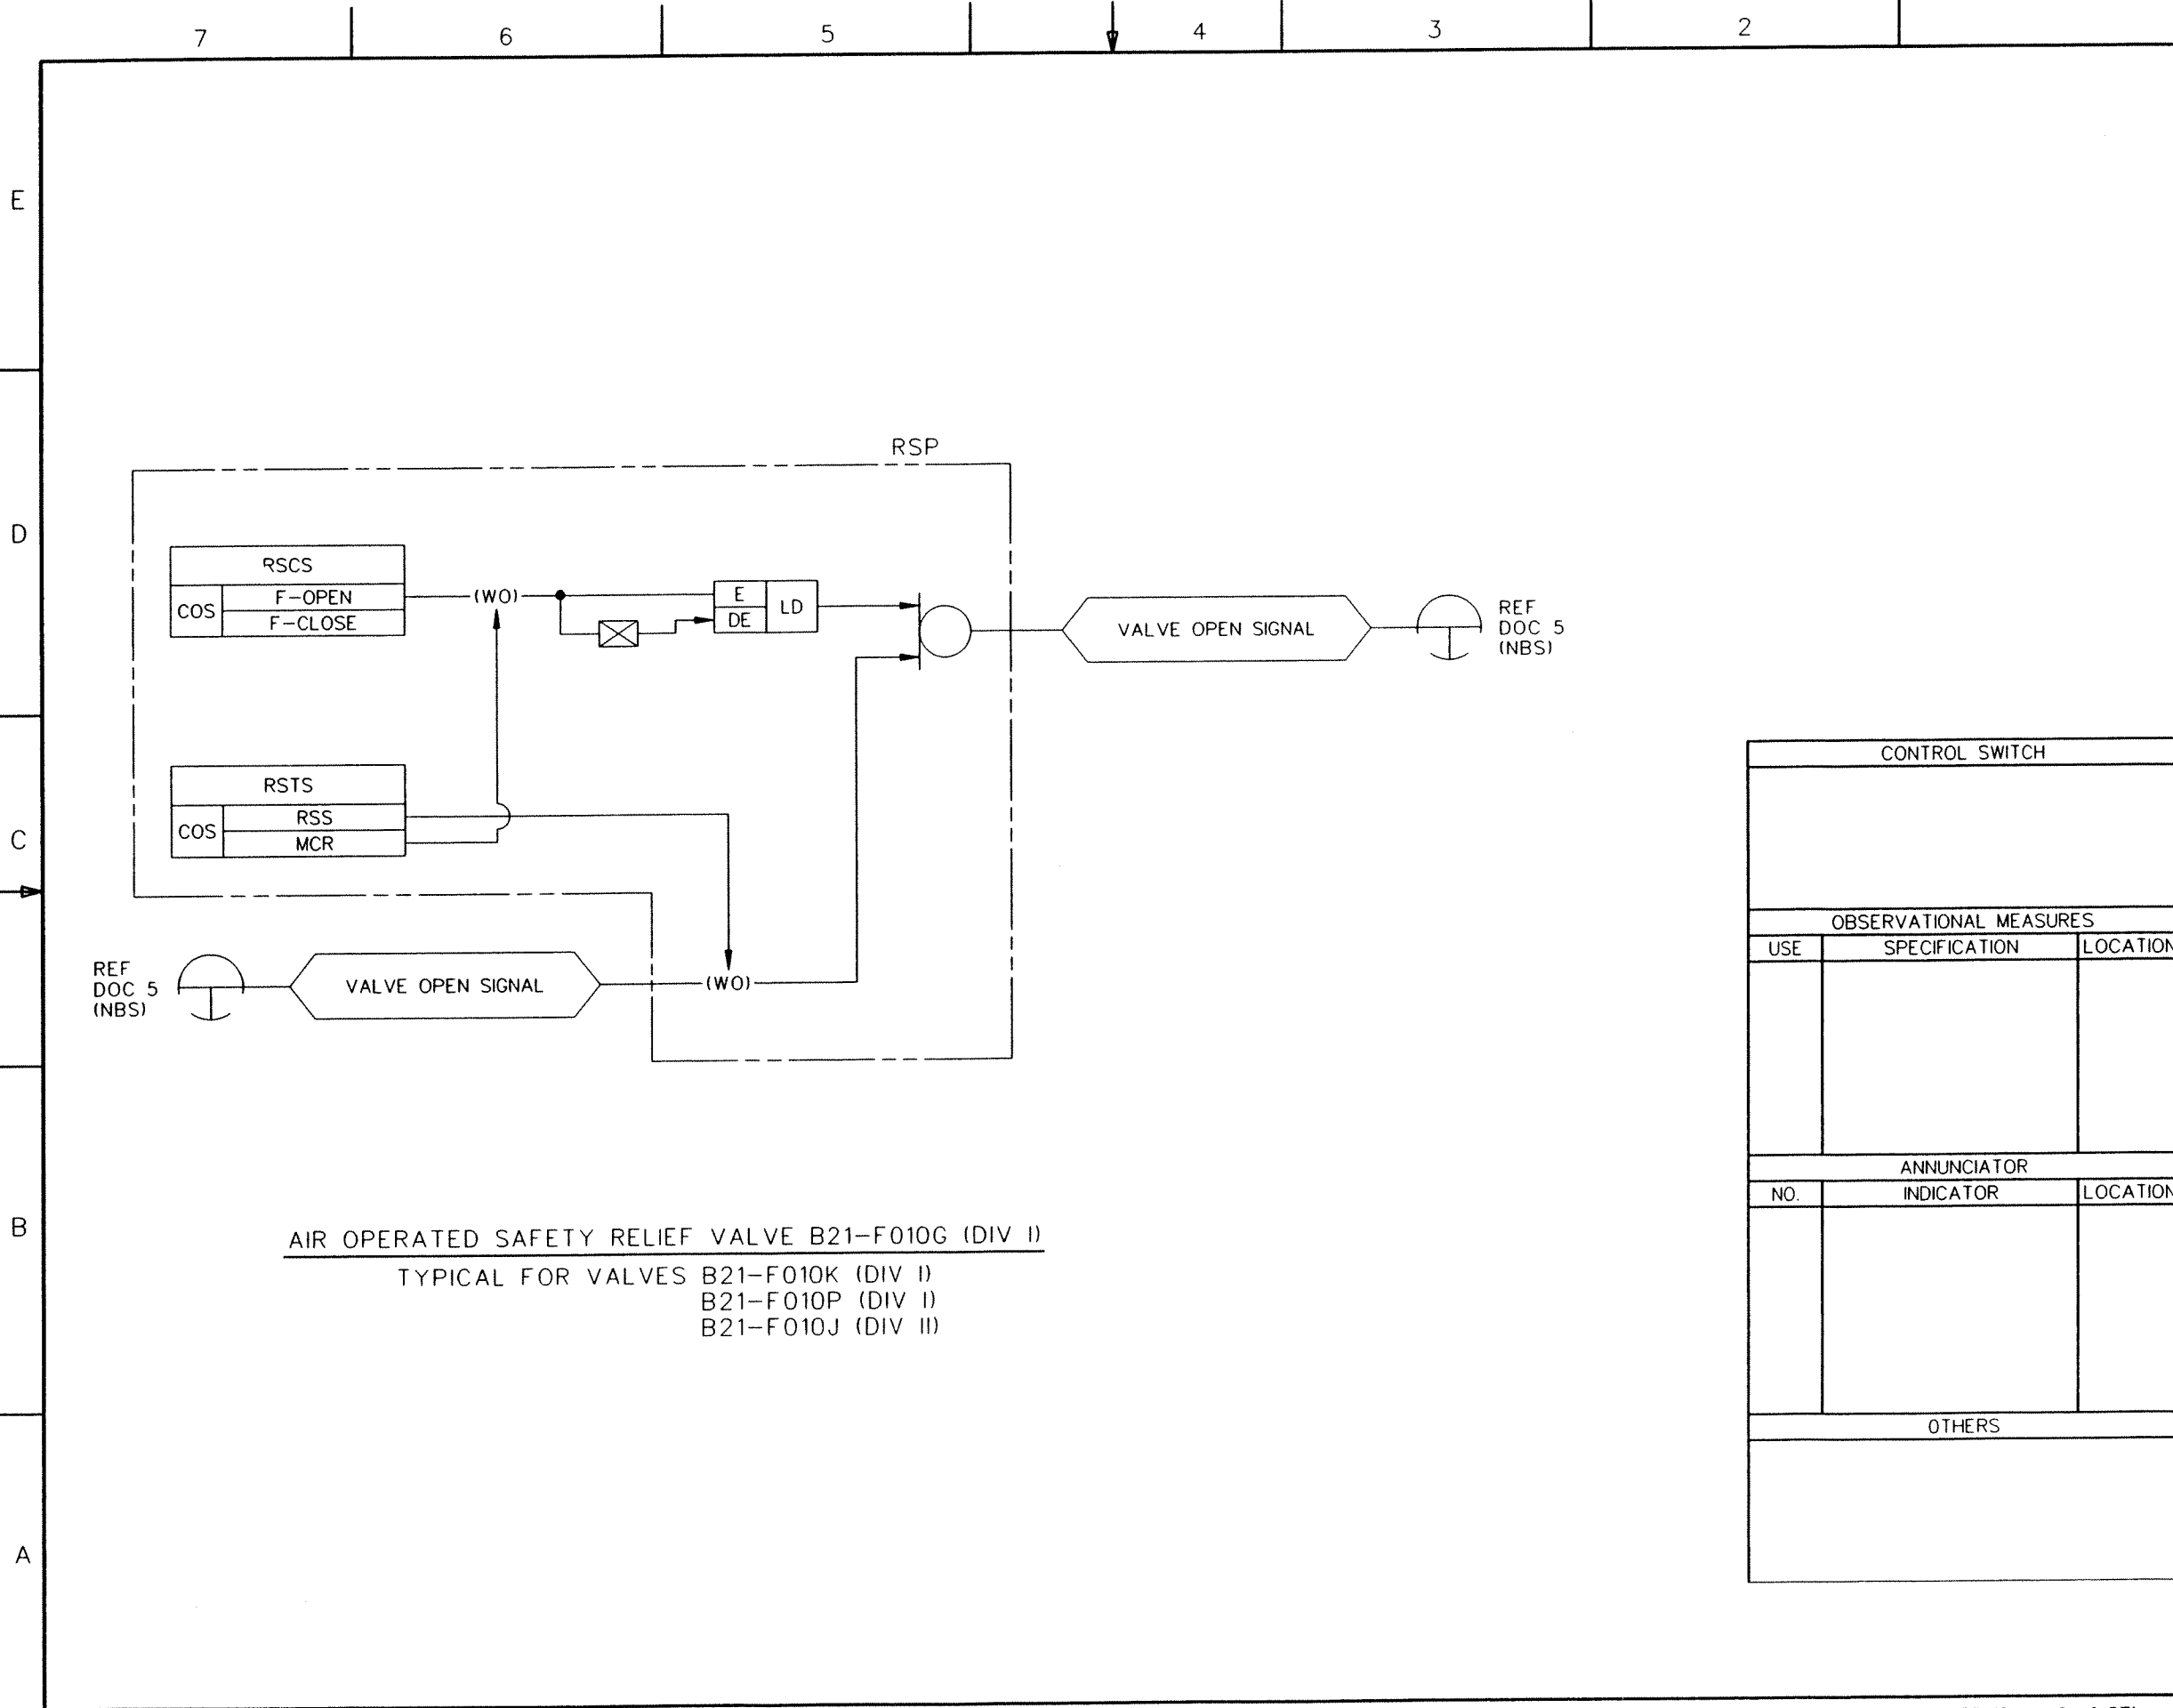 7 6 5 4 3 2
E
D
C
B
A
RSP
RSCS
COS F-OPEN
F-CLOSE
(WO)
E LD
DE
VALVE OPEN SIGNAL
REF
DOC 5
(NBS)
RSTS
COS RSS
MCR
REF
DOC 5
(NBS)
VALVE OPEN SIGNAL
(WO)
AIR OPERATED SAFETY RELIEF VALVE B21-F010G (DIV I)
TYPICAL FOR VALVES B21-F010K (DIV I)
B21-F010P (DIV I)
B21-F010J (DIV II)
CONTROL SWITCH
OBSERVATIONAL MEASURES
USE SPECIFICATION LOCATION
ANNUNCIATOR
NO. INDICATOR LOCATION
OTHERS